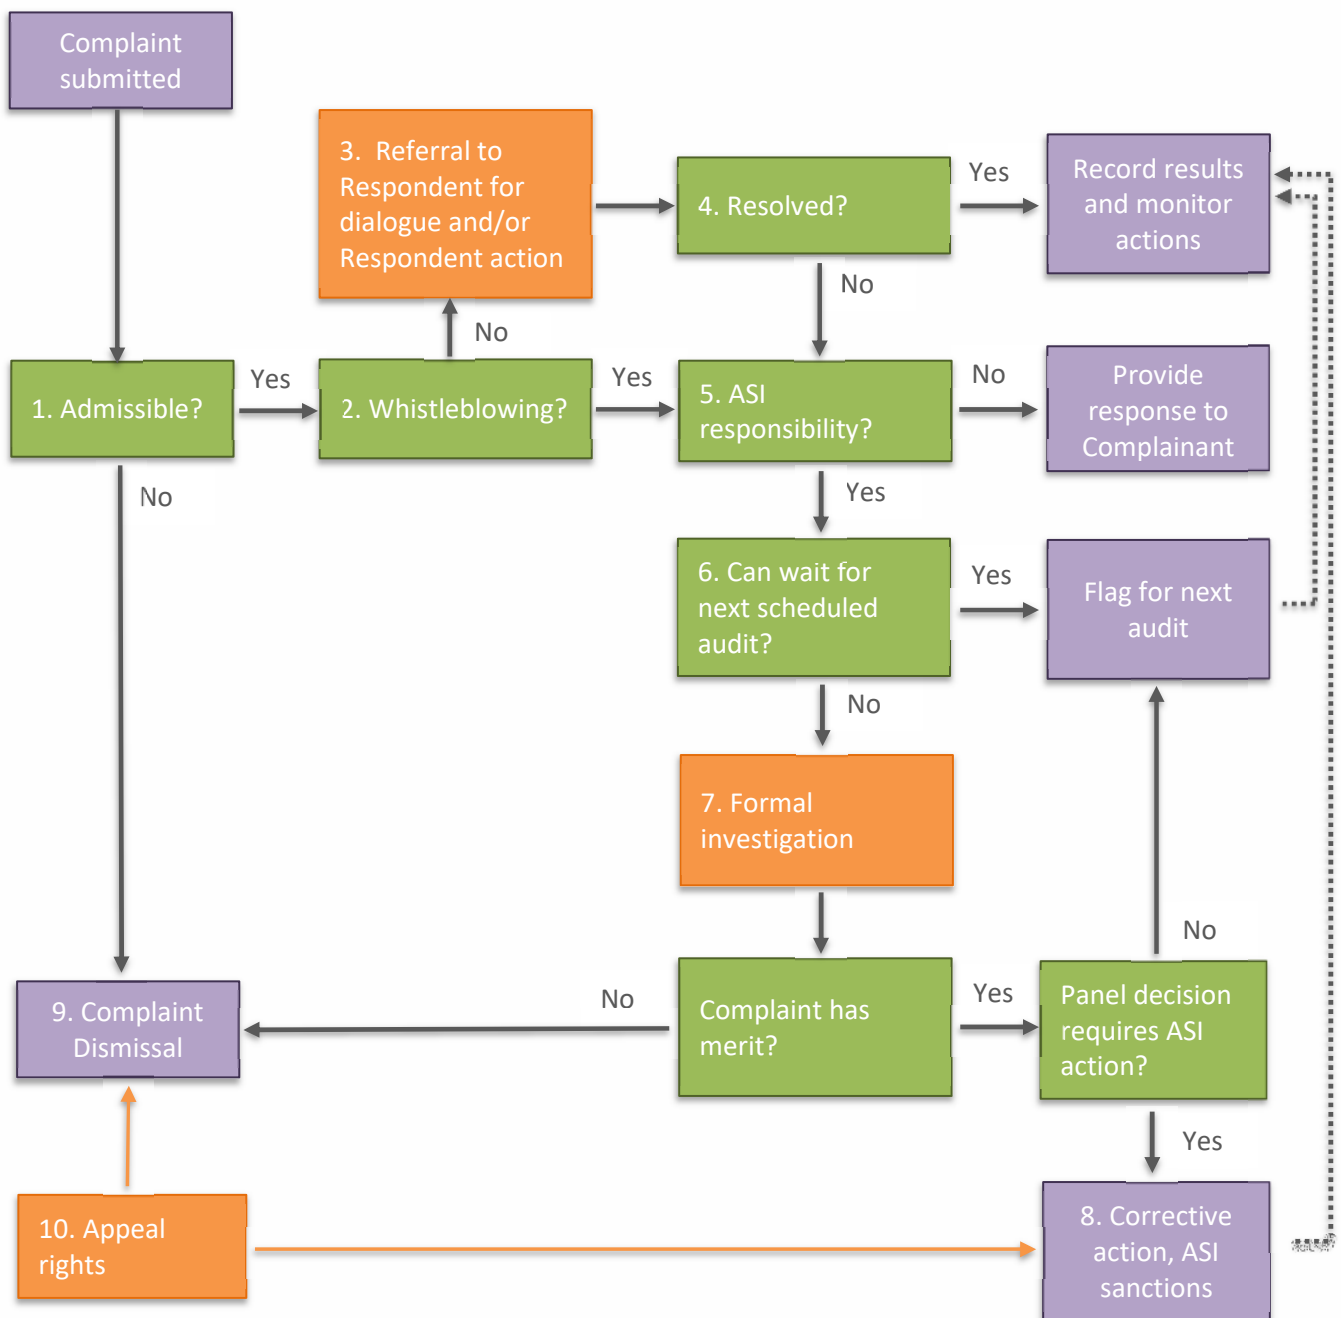 Complaint
submitted
3. Referral to
Respondent for
dialogue and/or
Respondent action
4. Resolved?
Yes
Record results
and monitor
actions
No
No
1. Admissible?
Yes
2. Whistleblowing?
Yes
5. ASI
responsibility?
No
Provide
response to
Complainant
No
Yes
6. Can wait for
next scheduled
audit?
Yes
Flag for next
audit
No
7. Formal
investigation
No
9. Complaint
Dismissal
No
Complaint has
merit?
Yes
Panel decision
requires ASI
action?
Yes
10. Appeal
rights
8. Corrective
action, ASI
sanctions